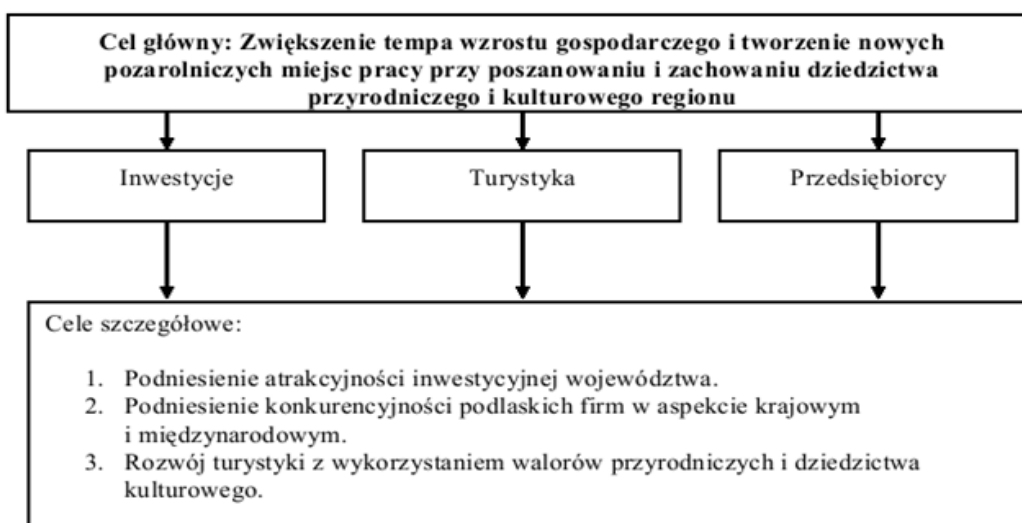 Cel główny: Zwiększenie tempa wzrostu gospodarczego i tworzenie nowych
pozarolniczych miejsc pracy przy poszanowaniu i zachowaniu dziedzictwa
przyrodniczego i kulturowego regionu
Inwestycje
Turystyka
Przedsiębiorcy
Cele szczegółowe:
1. Podniesienie atrakcyjności inwestycyjnej województwa.
2. Podniesienie konkurencyjności podlaskich firm w aspekcie krajowym
i międzynarodowym.
3. Rozwój turystyki z wykorzystaniem walorów przyrodniczych i dziedzictwa
kulturowego.